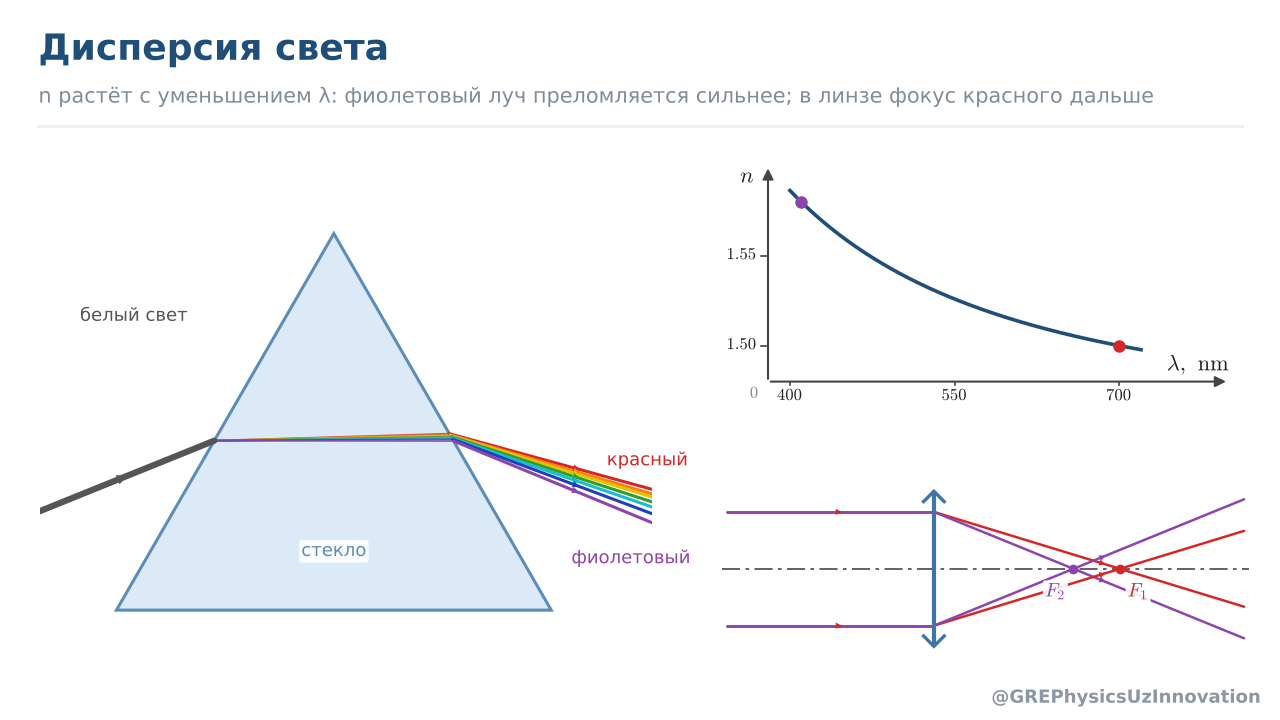 Дисперсия света
n растёт с уменьшением λ: фиолетовый луч преломляется сильнее; в линзе фокус красного дальше
белый свет
стекло
красный
фиолетовый
n
1.55
1.50
λ, nm
0
400
550
700
F₂
F₁
@GREPhysicsUzInnovation